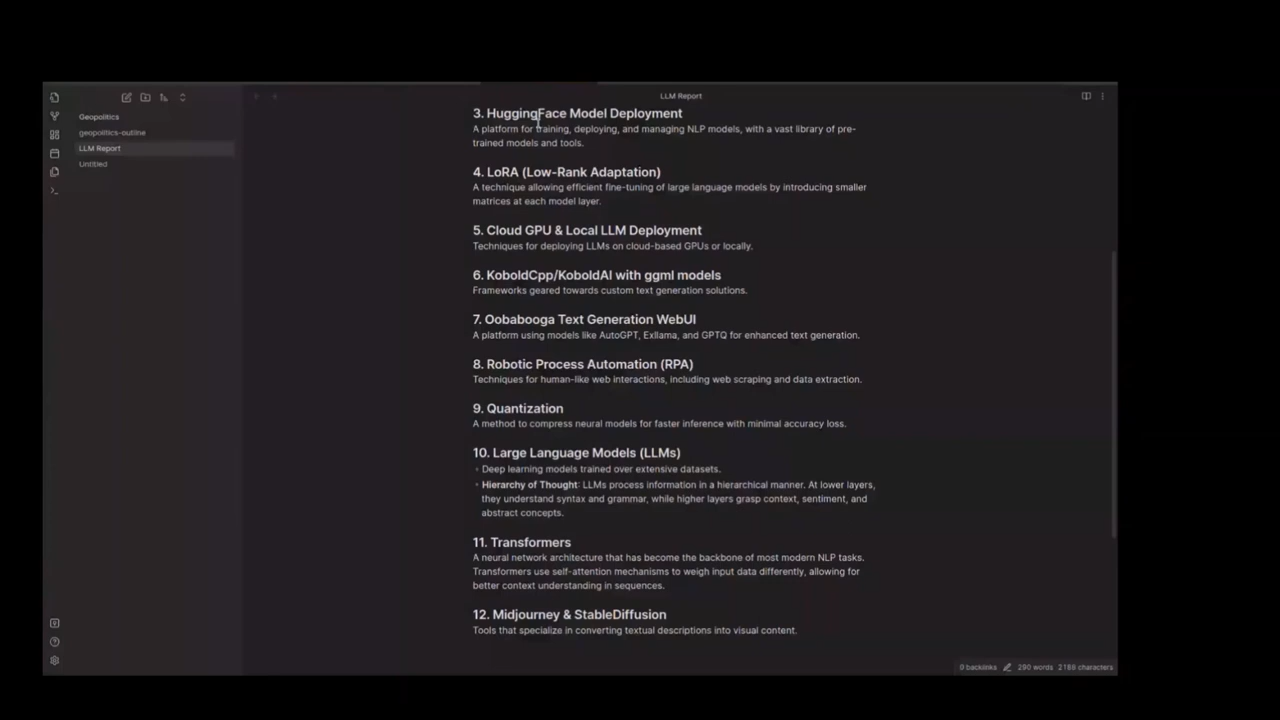 LLM Report
Geopolitics
geopolitics-outline
LLM Report
Untitled
3. HuggingFace Model Deployment
A platform for training, deploying, and managing NLP models, with a vast library of pre-
trained models and tools.
4. LoRA (Low-Rank Adaptation)
A technique allowing efficient fine-tuning of large language models by introducing smaller
matrices at each model layer.
5. Cloud GPU & Local LLM Deployment
Techniques for deploying LLMs on cloud-based GPUs or locally.
6. KoboldCpp/KoboldAI with ggml models
Frameworks geared towards custom text generation solutions.
7. Oobabooga Text Generation WebUI
A platform using models like AutoGPT, Exllama, and GPTQ for enhanced text generation.
8. Robotic Process Automation (RPA)
Techniques for human-like web interactions, including web scraping and data extraction.
9. Quantization
A method to compress neural models for faster inference with minimal accuracy loss.
10. Large Language Models (LLMs)
Deep learning models trained over extensive datasets.
Hierarchy of Thought: LLMs process information in a hierarchical manner. At lower layers,
they understand syntax and grammar, while higher layers grasp context, sentiment, and
abstract concepts.
11. Transformers
A neural network architecture that has become the backbone of most modern NLP tasks.
Transformers use self-attention mechanisms to weigh input data differently, allowing for
better context understanding in sequences.
12. Midjourney & StableDiffusion
Tools that specialize in converting textual descriptions into visual content.
0 backlinks 290 words 2188 characters